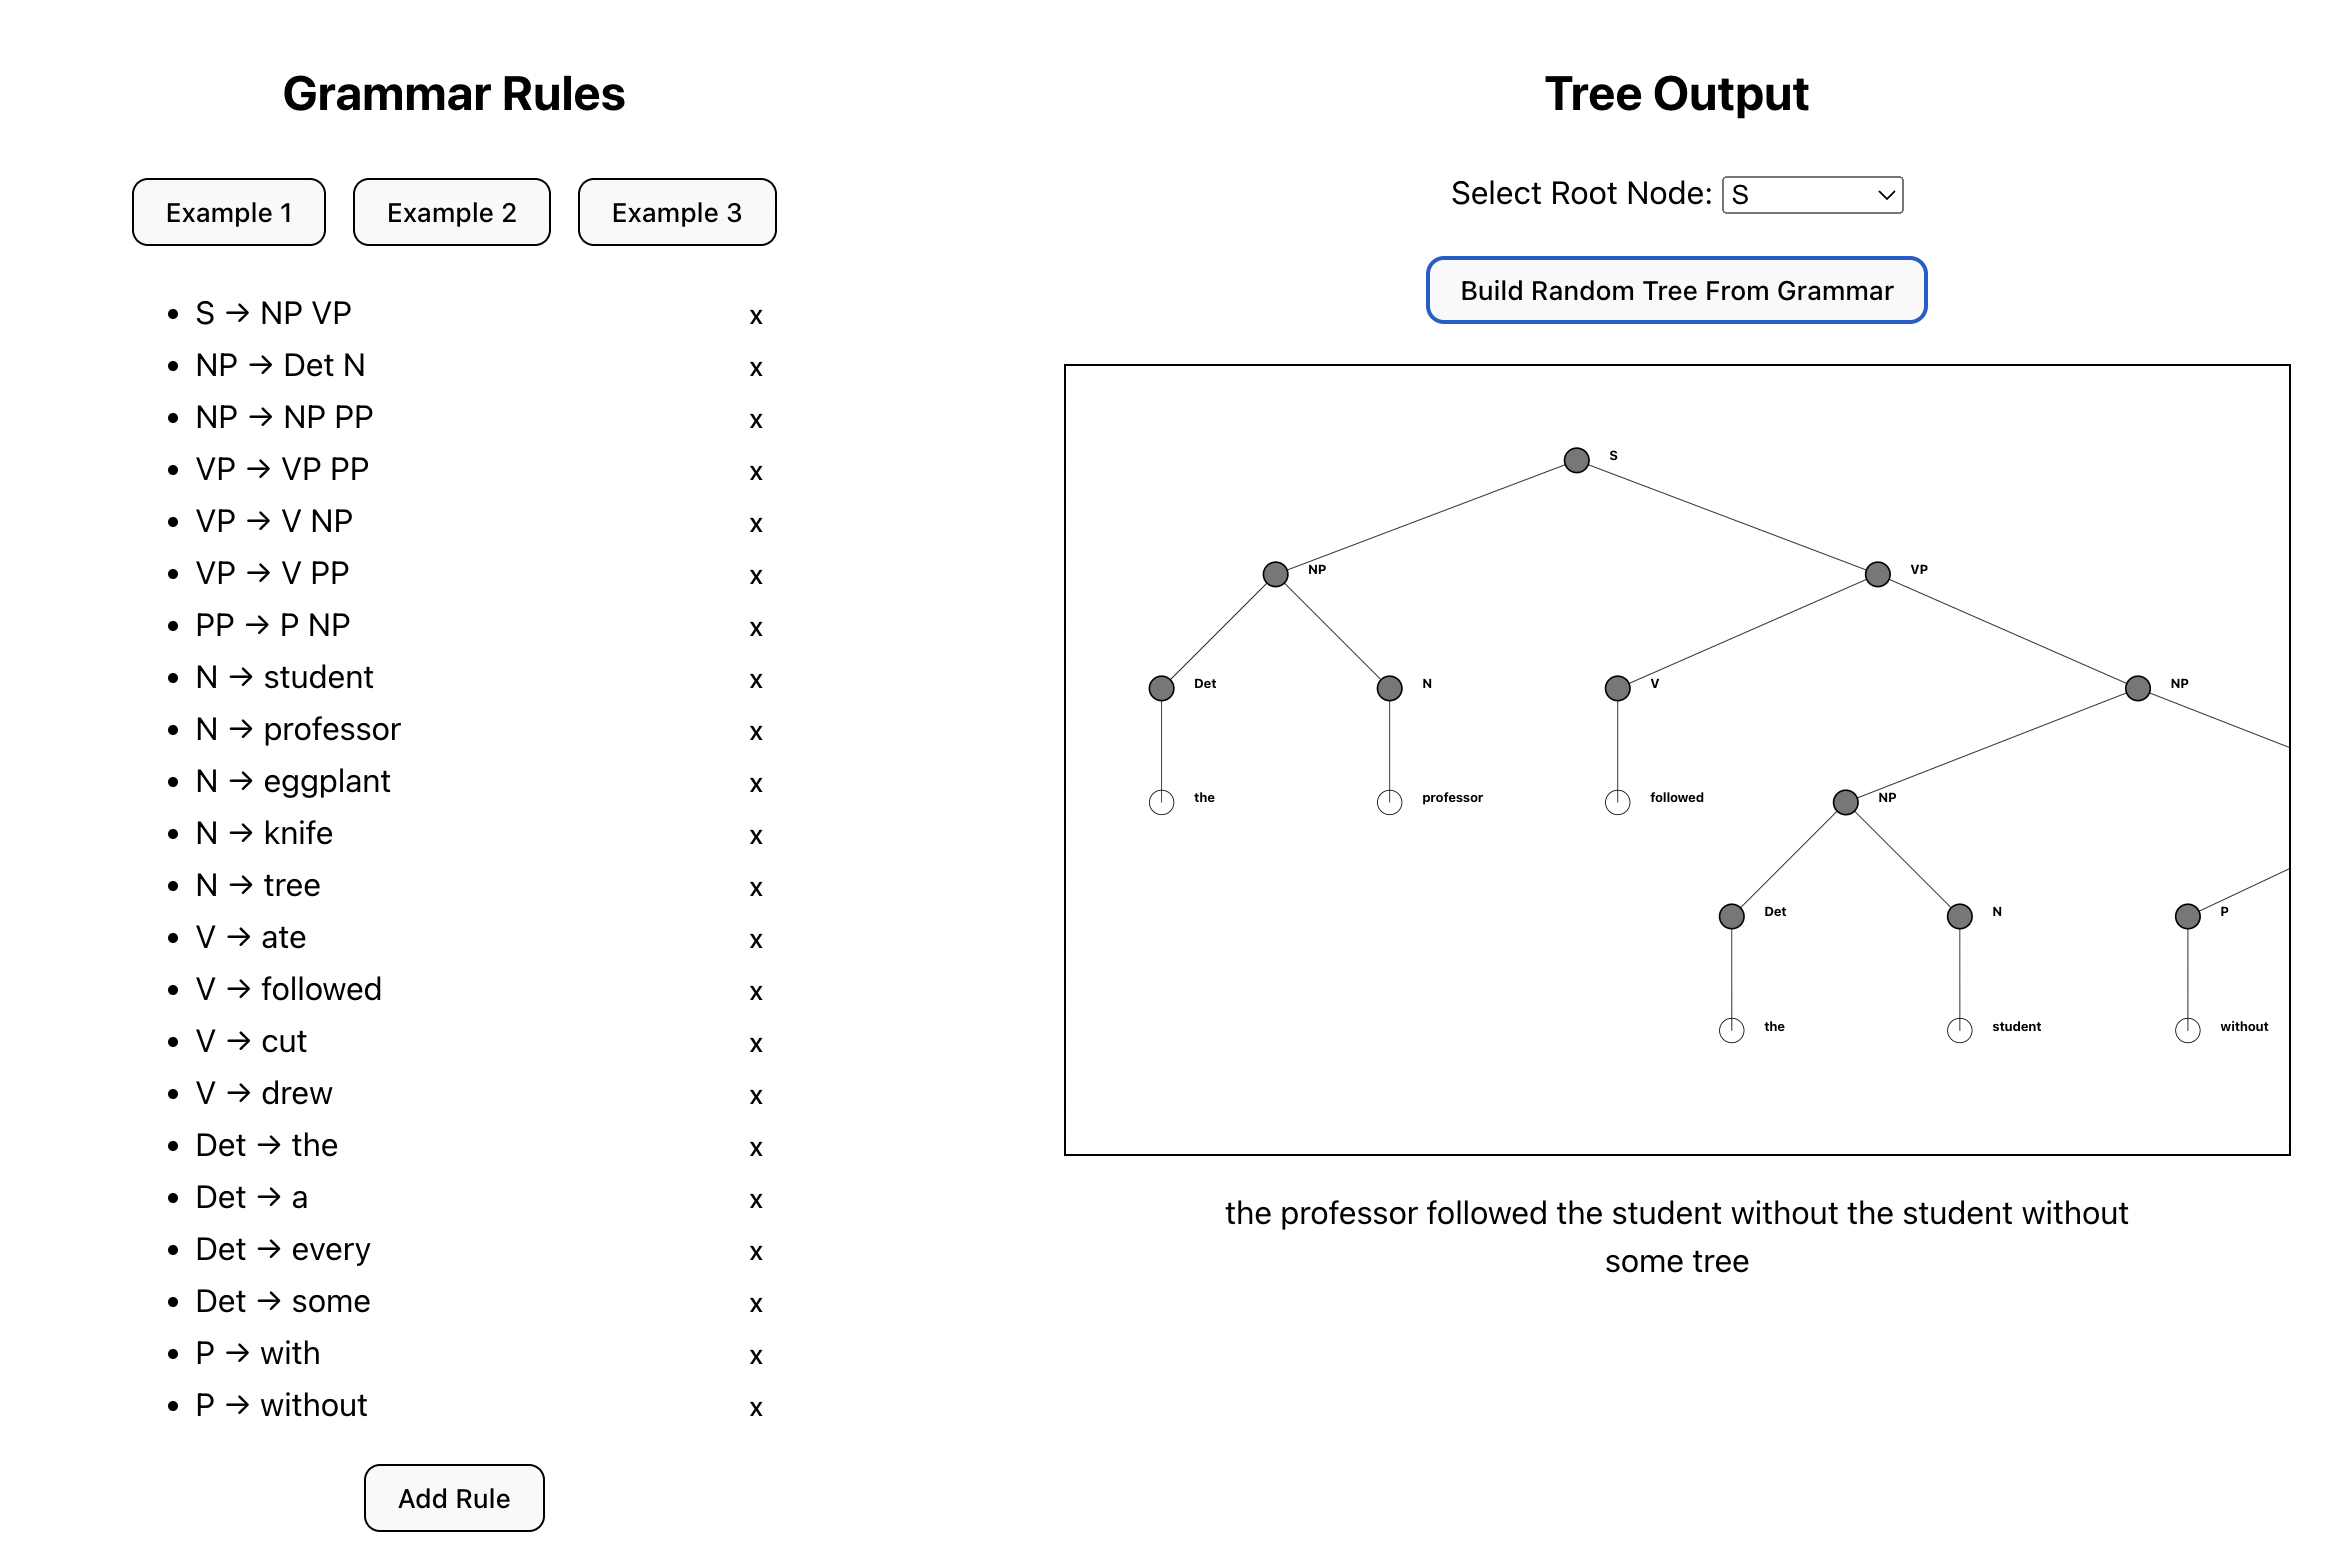 Grammar Rules
Example 1 Example 2 Example 3
S → NP VP x
NP → Det N x
NP → NP PP x
VP → VP PP x
VP → V NP x
VP → V PP x
PP → P NP x
N → student x
N → professor x
N → eggplant x
N → knife x
N → tree x
V → ate x
V → followed x
V → cut x
V → drew x
Det → the x
Det → a x
Det → every x
Det → some x
P → with x
P → without x
Add Rule
Tree Output
Select Root Node: S
Build Random Tree From Grammar
S
NP VP
Det N V NP
the professor followed NP
Det N P
the student without
the professor followed the student without the student without
some tree